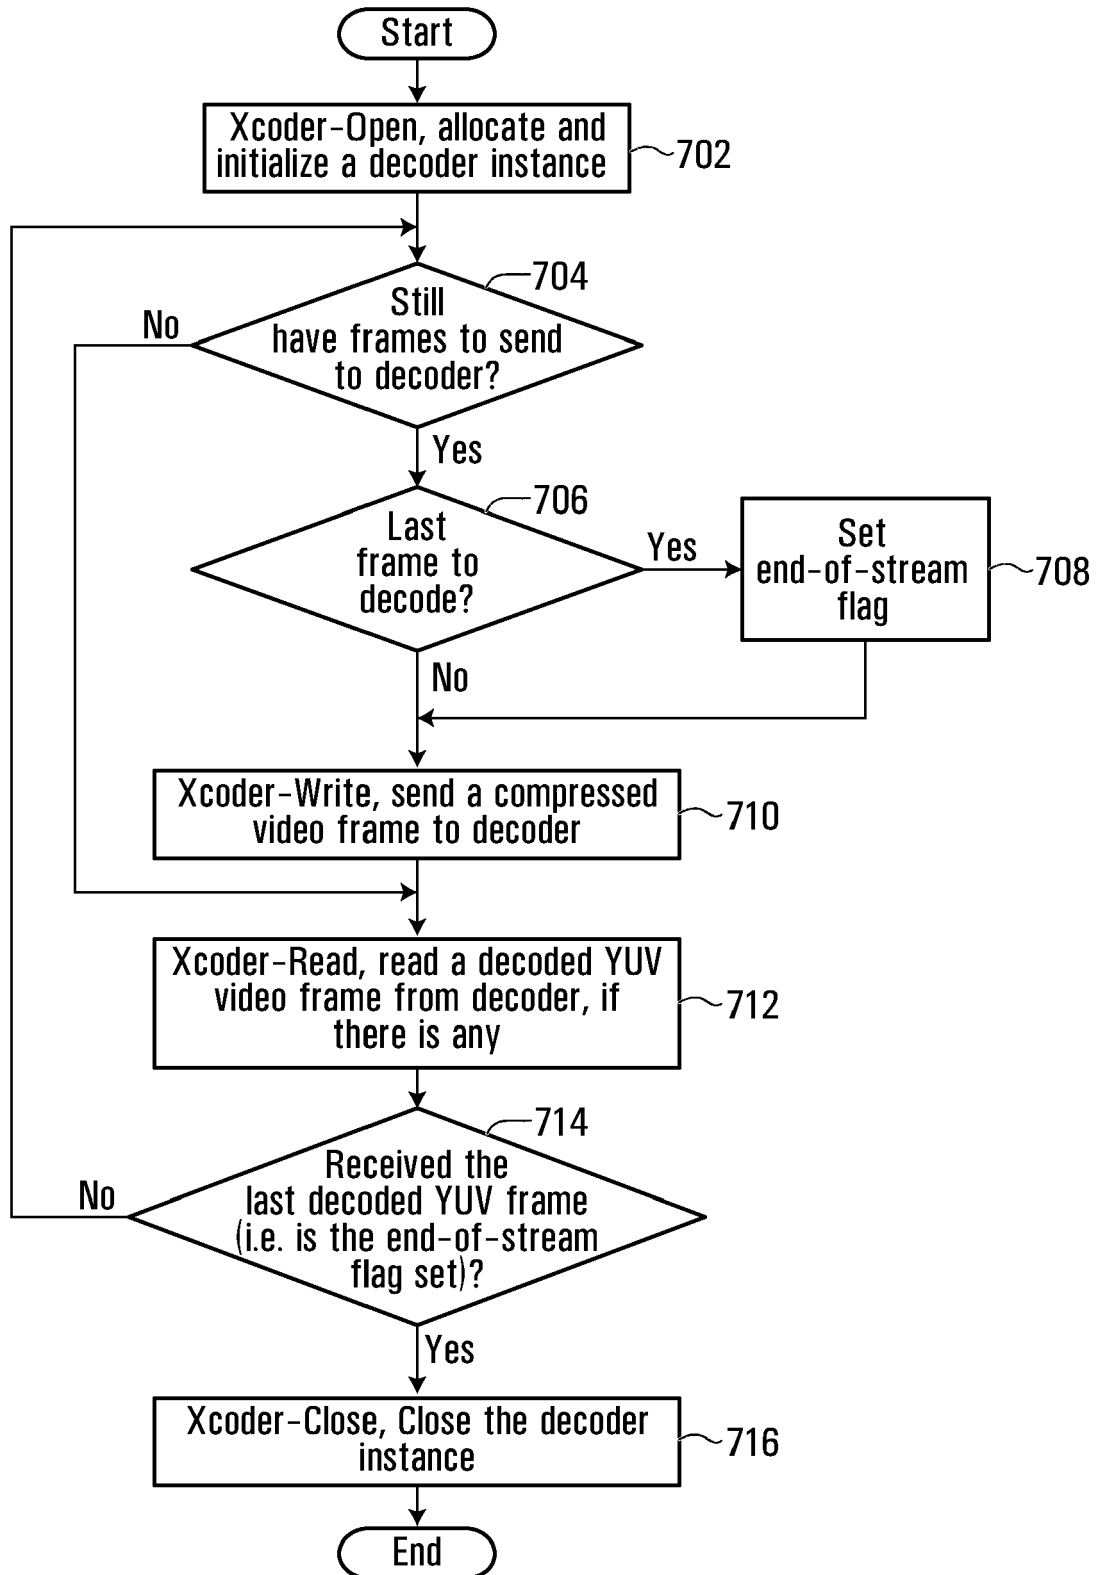 Start
Xcoder-Open, allocate and
initialize a decoder instance
702
704
Still
have frames to send
to decoder?
No
Yes
706
Last
frame to
decode?
Yes
Set
end-of-stream
flag
708
No
Xcoder-Write, send a compressed
video frame to decoder
710
Xcoder-Read, read a decoded YUV
video frame from decoder, if
there is any
712
714
Received the
last decoded YUV frame
(i.e. is the end-of-stream
flag set)?
No
Yes
Xcoder-Close, Close the decoder
instance
716
End